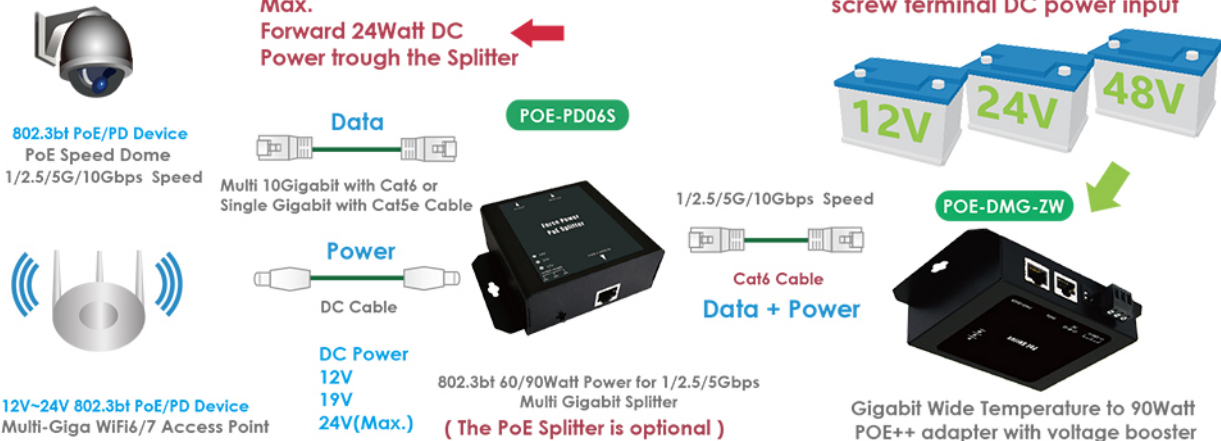 Max.
Forward 24Watt DC
Power trough the Splitter
screw terminal DC power input
12V
24V
48V
POE-PD06S
Data
802.3bt PoE/PD Device
PoE Speed Dome
1/2.5/5G/10Gbps Speed
Multi 10Gigabit with Cat6 or
Single Gigabit with Cat5e Cable
1/2.5/5G/10Gbps Speed
POE-DMG-ZW
Force Power
PoE Splitter
Power
DC Cable
Cat6 Cable
Data + Power
DC Power
12V
19V
24V(Max.)
802.3bt 60/90Watt Power for 1/2.5/5Gbps
Multi Gigabit Splitter
( The PoE Splitter is optional )
12V~24V 802.3bt PoE/PD Device
Multi-Giga WiFi6/7 Access Point
Gigabit Wide Temperature to 90Watt
POE++ adapter with voltage booster